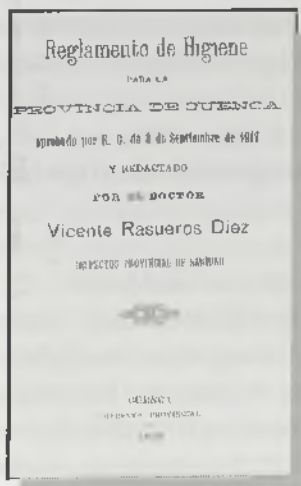 Reglamento de Higiene
PARA LA
PROVINCIA DE CUENCA
aprobado por R. O. de 3 de Septiembre de 1911
Y REDACTADO
POR EL DOCTOR
Vicente Rasueros Diez
INSPECTOR PROVINCIAL DE SANIDAD
CUENCA
IMPRENTA PROVINCIAL